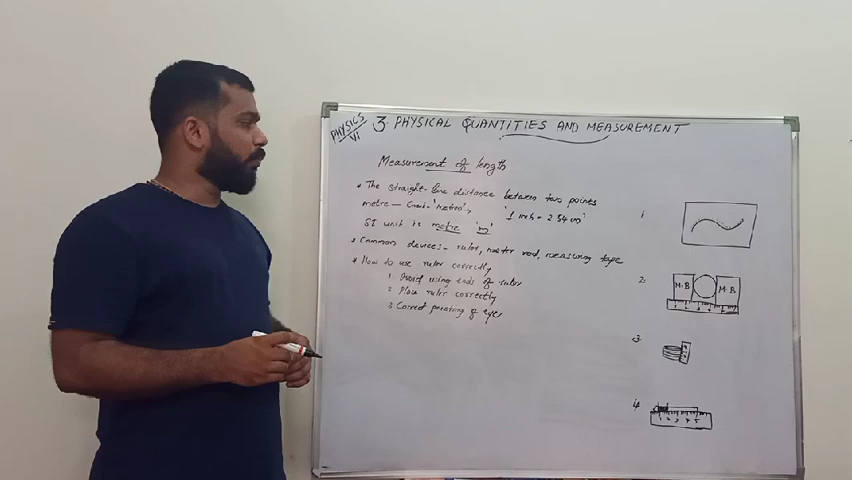 PHYSICS
VI
3. PHYSICAL QUANTITIES AND MEASUREMENT
Measurement of length
• The straight-line distance between two points
metre - Greek-'Metron', '1 inch = 2.54 cm'
SI unit is metre 'm'
• Common devices - ruler, meter rod, measuring tape
• How to use ruler correctly
1. Avoid using ends of ruler
2. Place ruler correctly
3. Correct pointing of eyes
1.
2.
M.B M.B
3.
4.